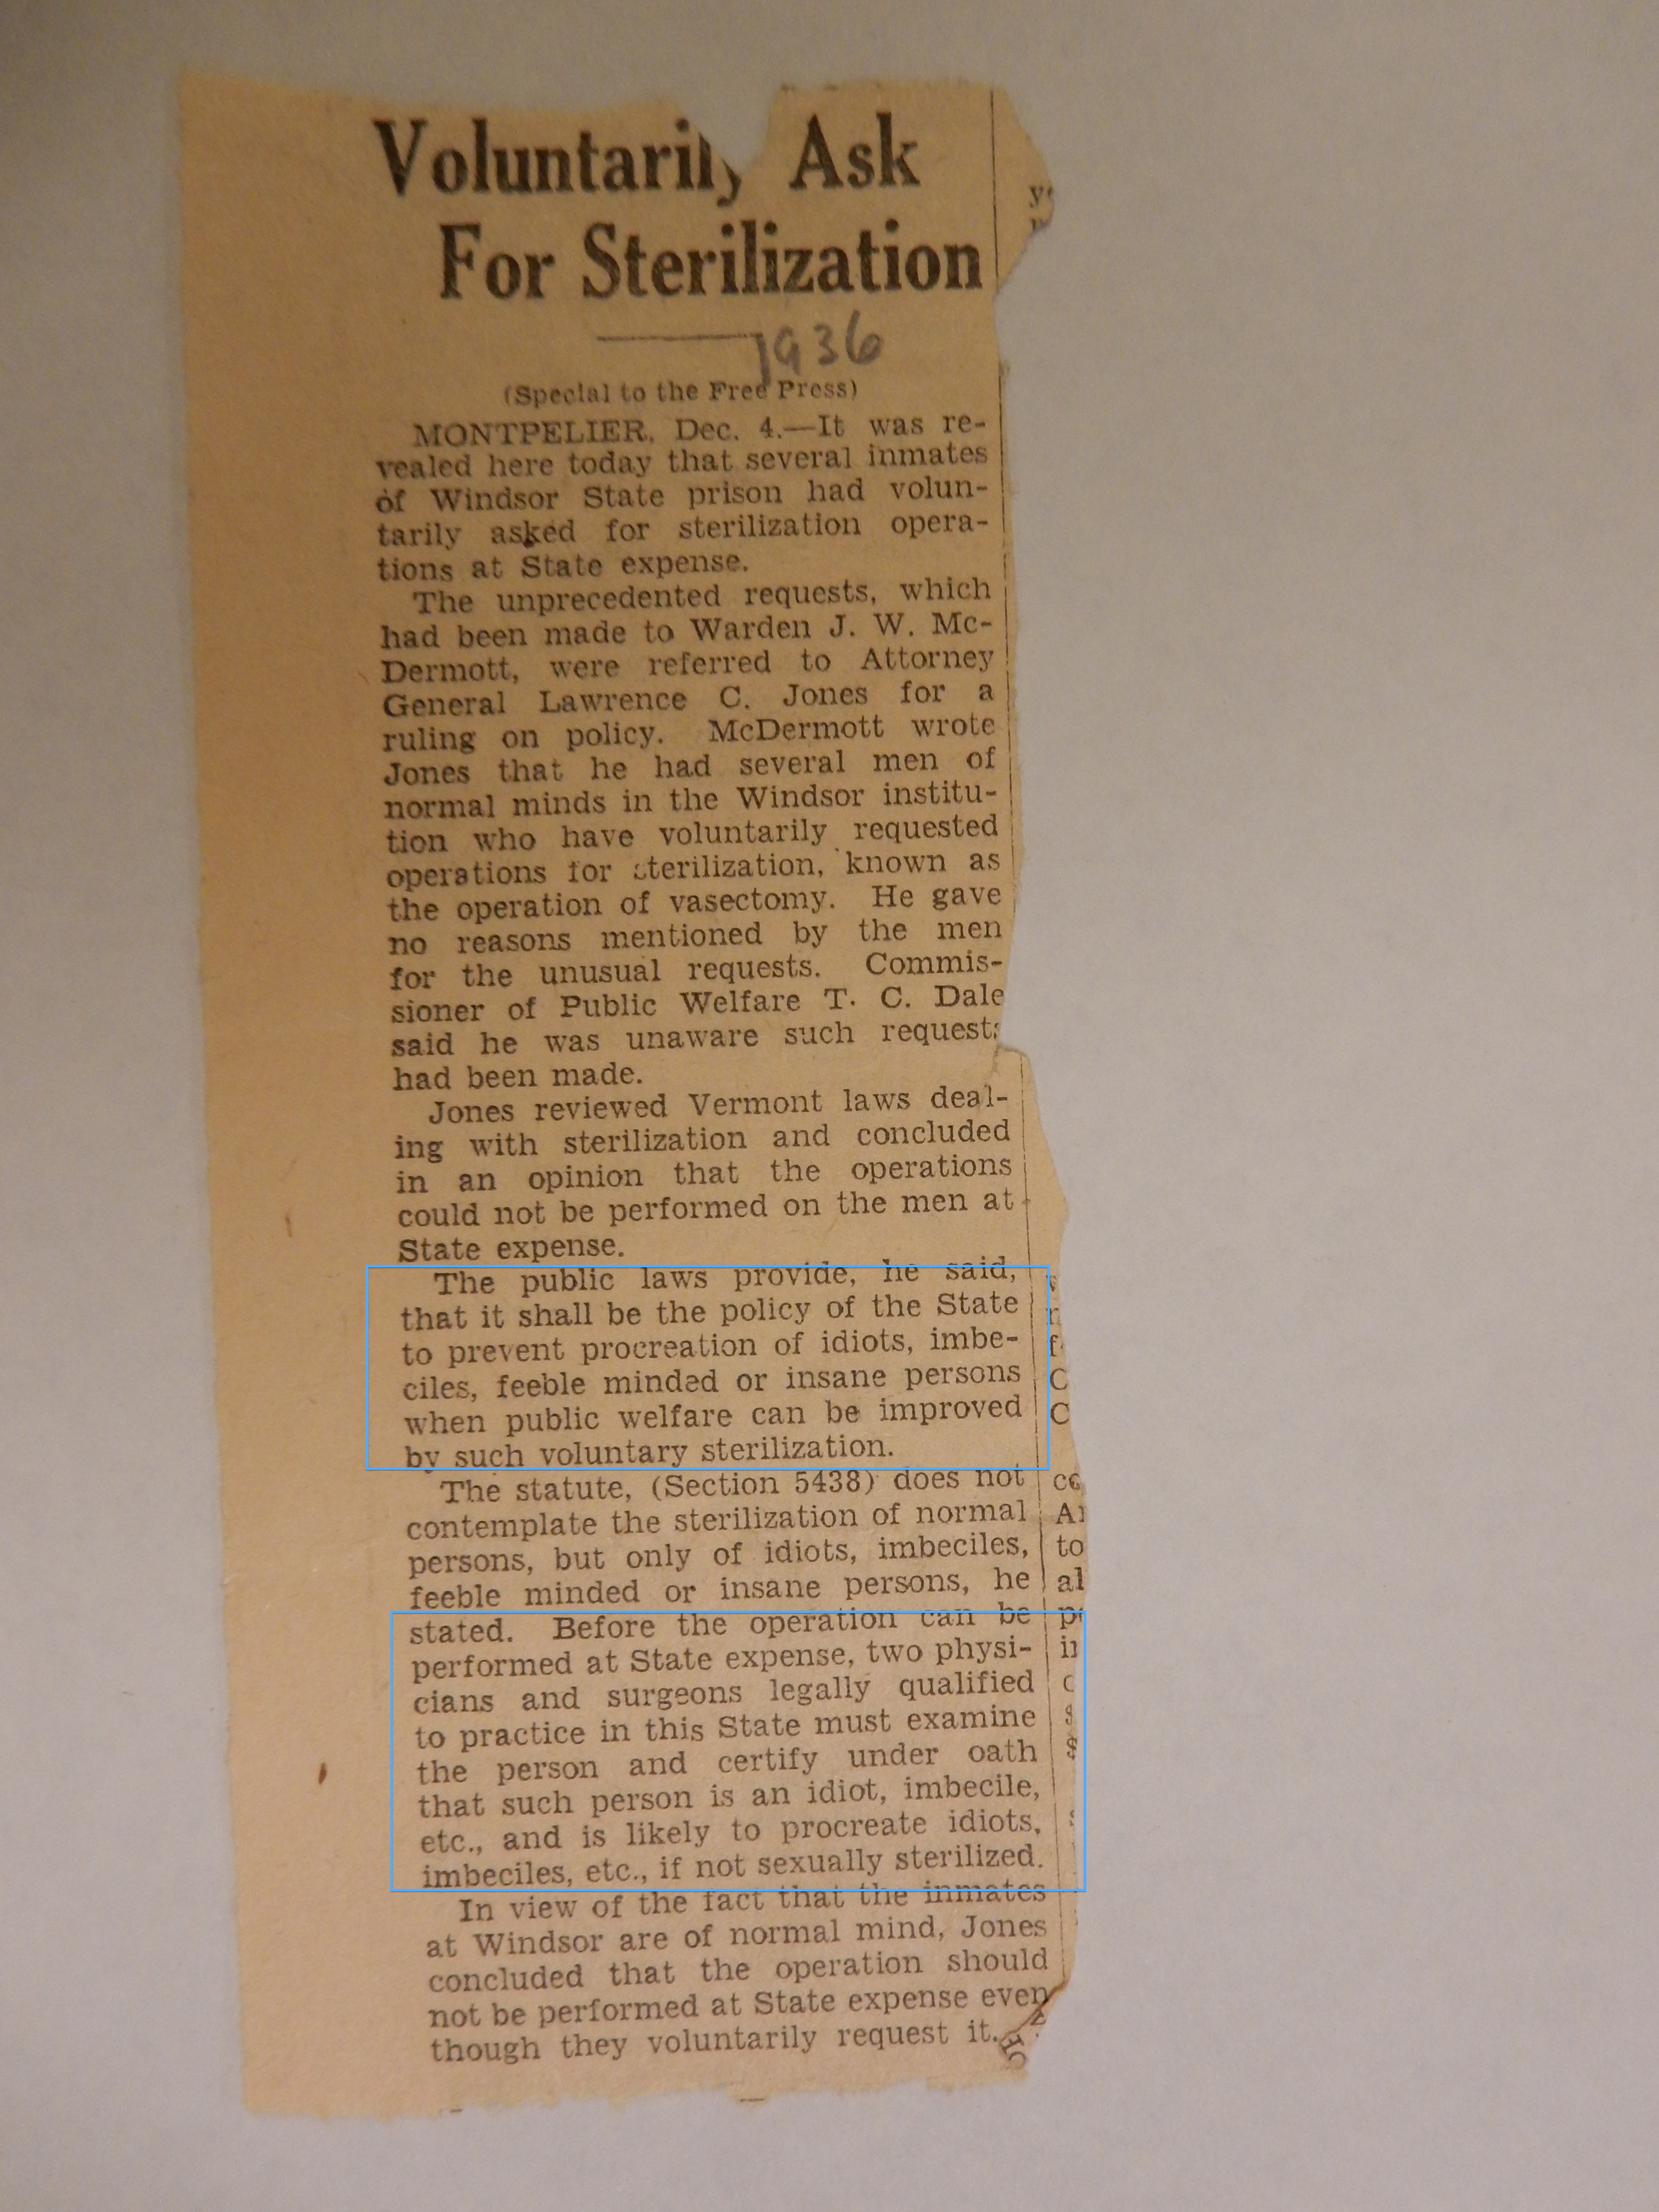 Voluntarily Ask
For Sterilization
1936
(Special to the Free Press)
MONTPELIER, Dec. 4.—It was re-
vealed here today that several inmates
of Windsor State prison had volun-
tarily asked for sterilization opera-
tions at State expense.
The unprecedented requests, which
had been made to Warden J. W. Mc-
Dermott, were referred to Attorney
General Lawrence C. Jones for a
ruling on policy. McDermott wrote
Jones that he had several men of
normal minds in the Windsor institu-
tion who have voluntarily requested
operations for sterilization, known as
the operation of vasectomy. He gave
no reasons mentioned by the men
for the unusual requests. Commis-
sioner of Public Welfare T. C. Dale
said he was unaware such requests
had been made.
Jones reviewed Vermont laws deal-
ing with sterilization and concluded
in an opinion that the operations
could not be performed on the men at
State expense.
The public laws provide, he said,
that it shall be the policy of the State
to prevent procreation of idiots, imbe-
ciles, feeble minded or insane persons
when public welfare can be improved
by such voluntary sterilization.
The statute, (Section 5438) does not
contemplate the sterilization of normal
persons, but only of idiots, imbeciles,
feeble minded or insane persons, he
stated. Before the operation can be
performed at State expense, two physi-
cians and surgeons legally qualified
to practice in this State must examine
the person and certify under oath
that such person is an idiot, imbecile,
etc., and is likely to procreate idiots,
imbeciles, etc., if not sexually sterilized.
In view of the fact that the inmates
at Windsor are of normal mind, Jones
concluded that the operation should
not be performed at State expense even
though they voluntarily request it.